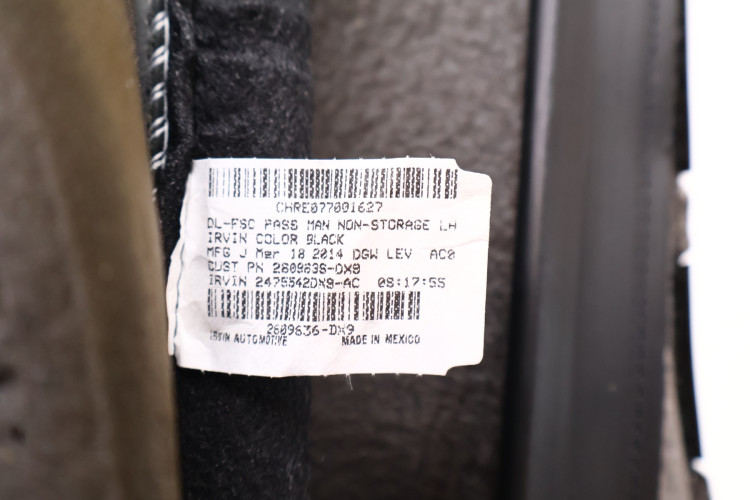 CHRE077001627
DL-FSC PASS MAN NON-STORAGE LH
IRVIN COLOR BLACK
MFG J Mar 18 2014 DGW LEV AC0
CUST PN 2609636-DX9
IRVIN 2475542DX9-AC 08:17:55
2609636-DX9
IRVIN AUTOMOTIVE MADE IN MEXICO